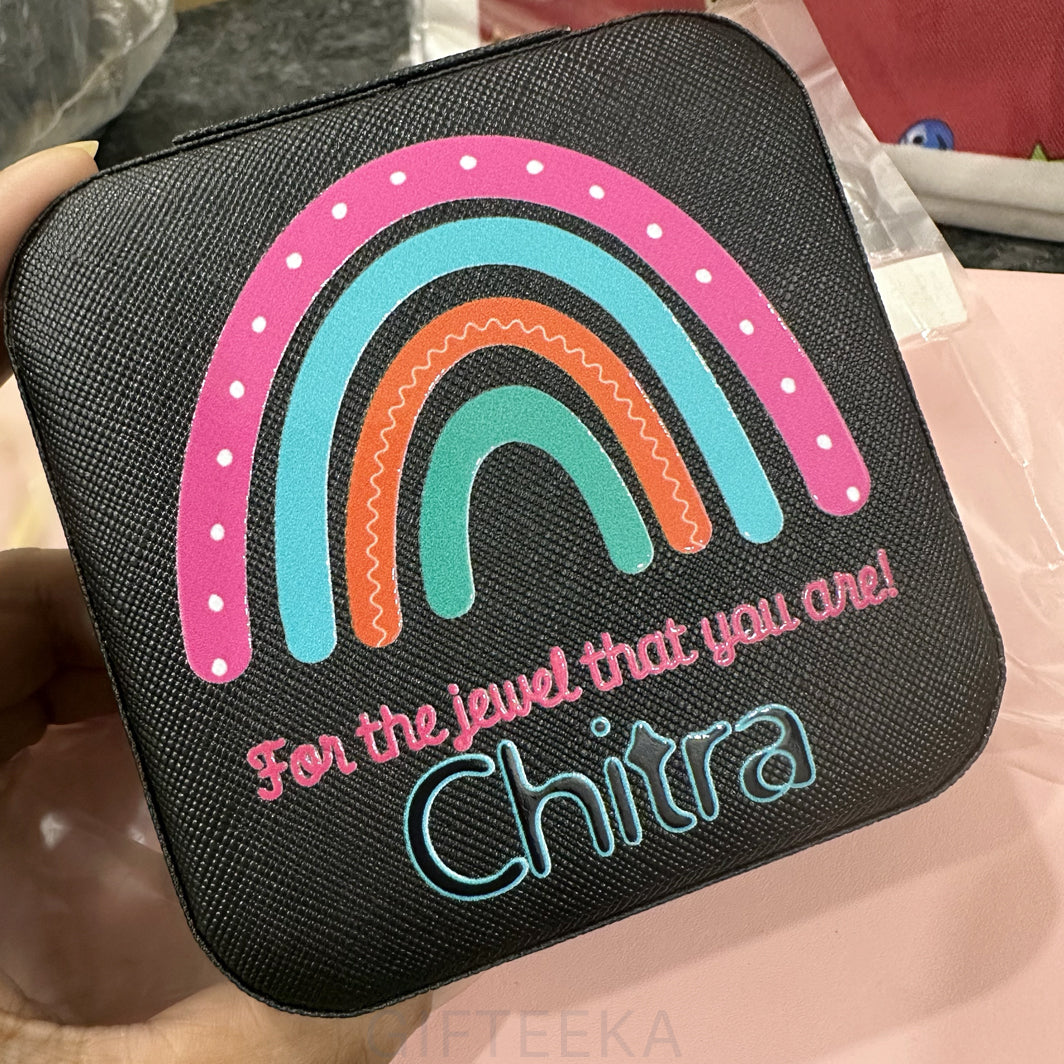 For the jewel that you are!
Chitra
GIFTEEKA